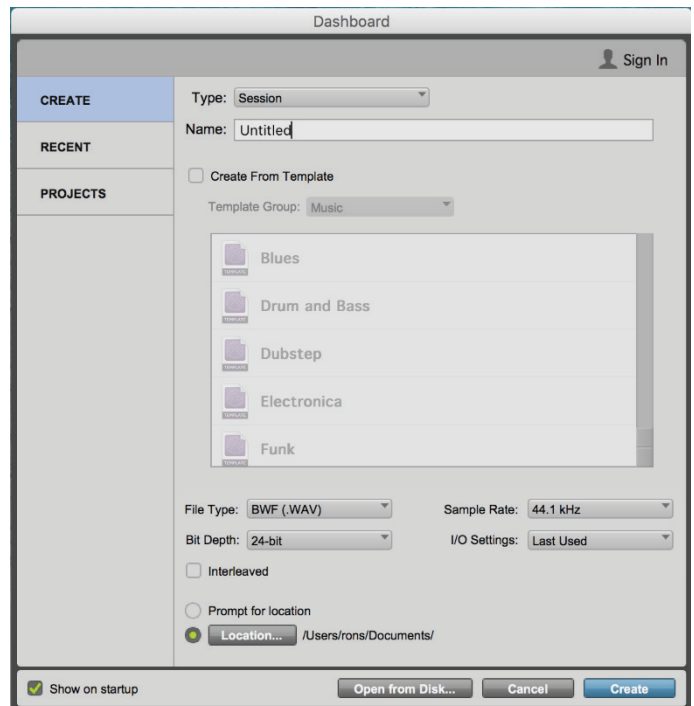 Dashboard
Sign In
CREATE
RECENT
PROJECTS
Type: Session
Name: Untitled
Create From Template
Template Group: Music
Blues
Drum and Bass
Dubstep
Electronica
Funk
File Type: BWF (.WAV) Sample Rate: 44.1 kHz
Bit Depth: 24-bit I/O Settings: Last Used
Interleaved
Prompt for location
Location... /Users/rons/Documents/
Show on startup Open from Disk... Cancel Create